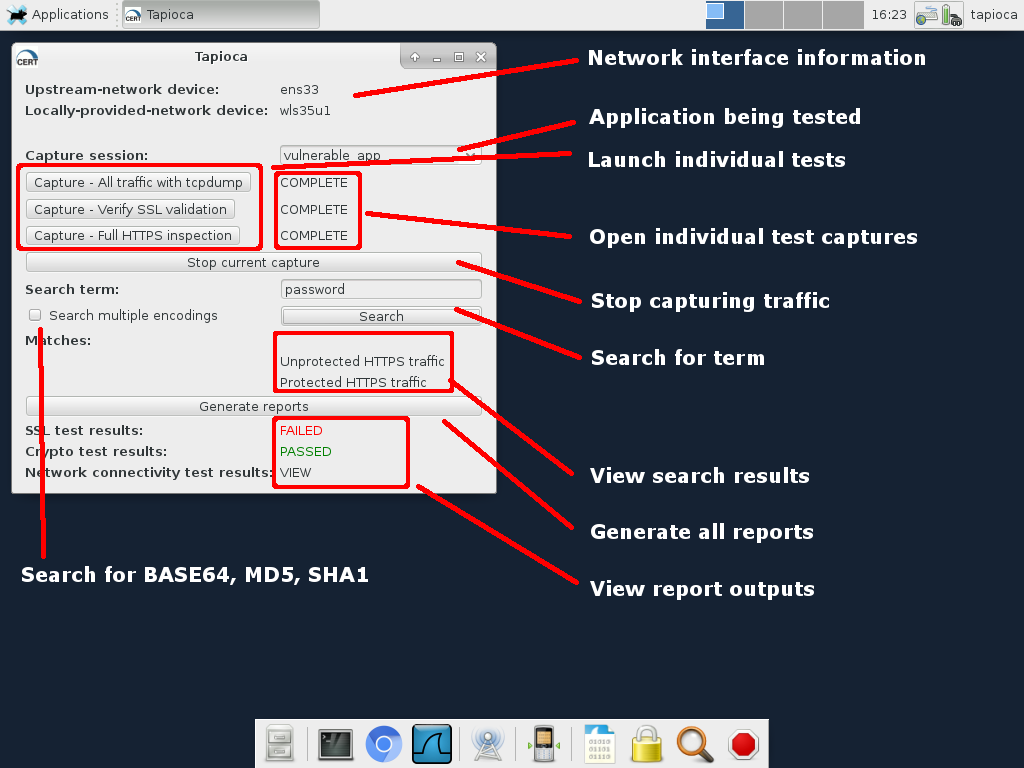 Applications
CERT Tapioca
16:23
tapioca
CERT
Tapioca
Upstream-network device: ens33
Locally-provided-network device: wls35u1
Capture session: vulnerable_app
Capture - All traffic with tcpdump COMPLETE
Capture - Verify SSL validation COMPLETE
Capture - Full HTTPS inspection COMPLETE
Stop current capture
Search term: password
Search multiple encodings Search
Matches:
Unprotected HTTPS traffic
Protected HTTPS traffic
Generate reports
SSL test results: FAILED
Crypto test results: PASSED
Network connectivity test results: VIEW
Network interface information
Application being tested
Launch individual tests
Open individual test captures
Stop capturing traffic
Search for term
View search results
Generate all reports
View report outputs
Search for BASE64, MD5, SHA1
01010
01101
01101